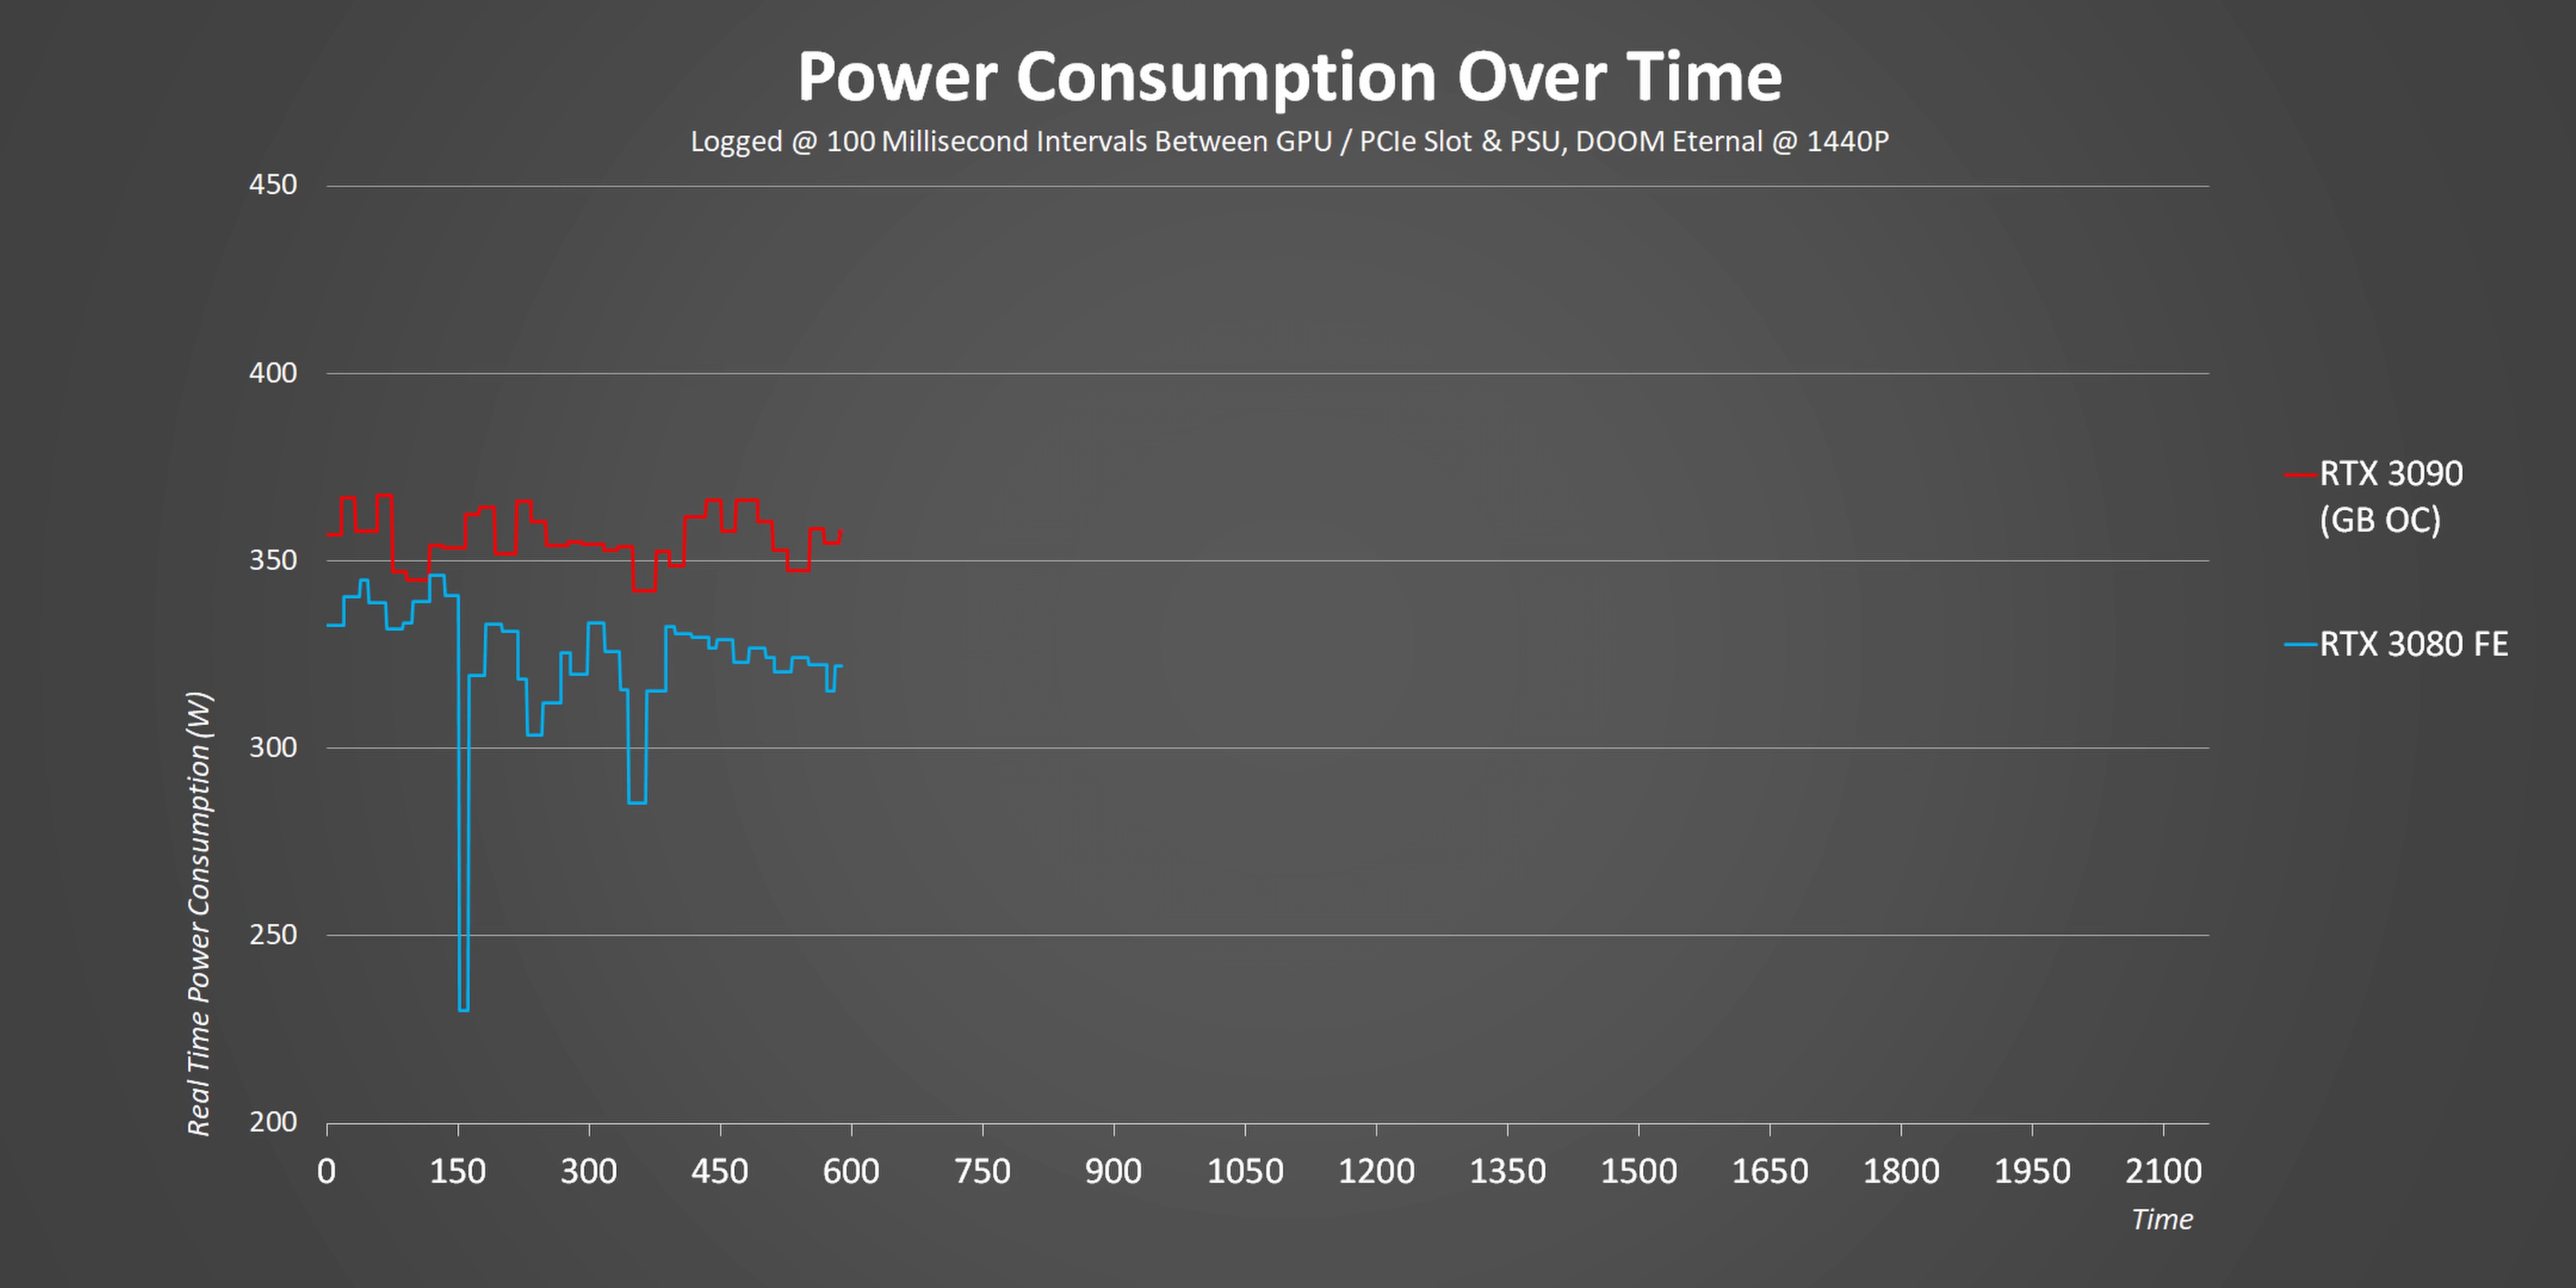 Power Consumption Over Time
Logged @ 100 Millisecond Intervals Between GPU / PCIe Slot & PSU, DOOM Eternal @ 1440P
450
400
350
300
250
200
Real Time Power Consumption (W)
0 150 300 450 600 750 900 1050 1200 1350 1500 1650 1800 1950 2100
Time
RTX 3090
(GB OC)
RTX 3080 FE